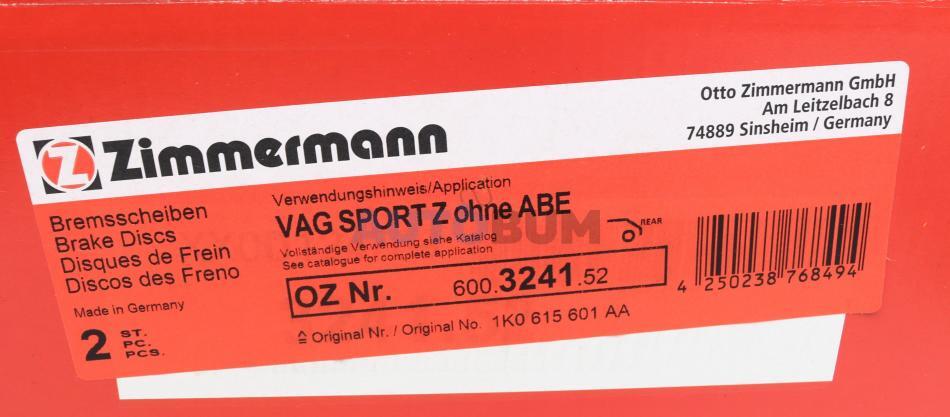 Zimmermann
Otto Zimmermann GmbH
Am Leitzelbach 8
74889 Sinsheim / Germany
Bremsscheiben
Brake Discs
Disques de Frein
Discos des Freno
Made in Germany
2 ST.
PC.
PCS.
Verwendungshinweis/Application
VAG SPORT Z ohne ABE
Vollständige Verwendung siehe Katalog
See catalogue for complete application
REAR
OZ Nr. 600.3241.52
≙ Original Nr. / Original No. 1K0 615 601 AA
4 250238 768494
AUTOBUM